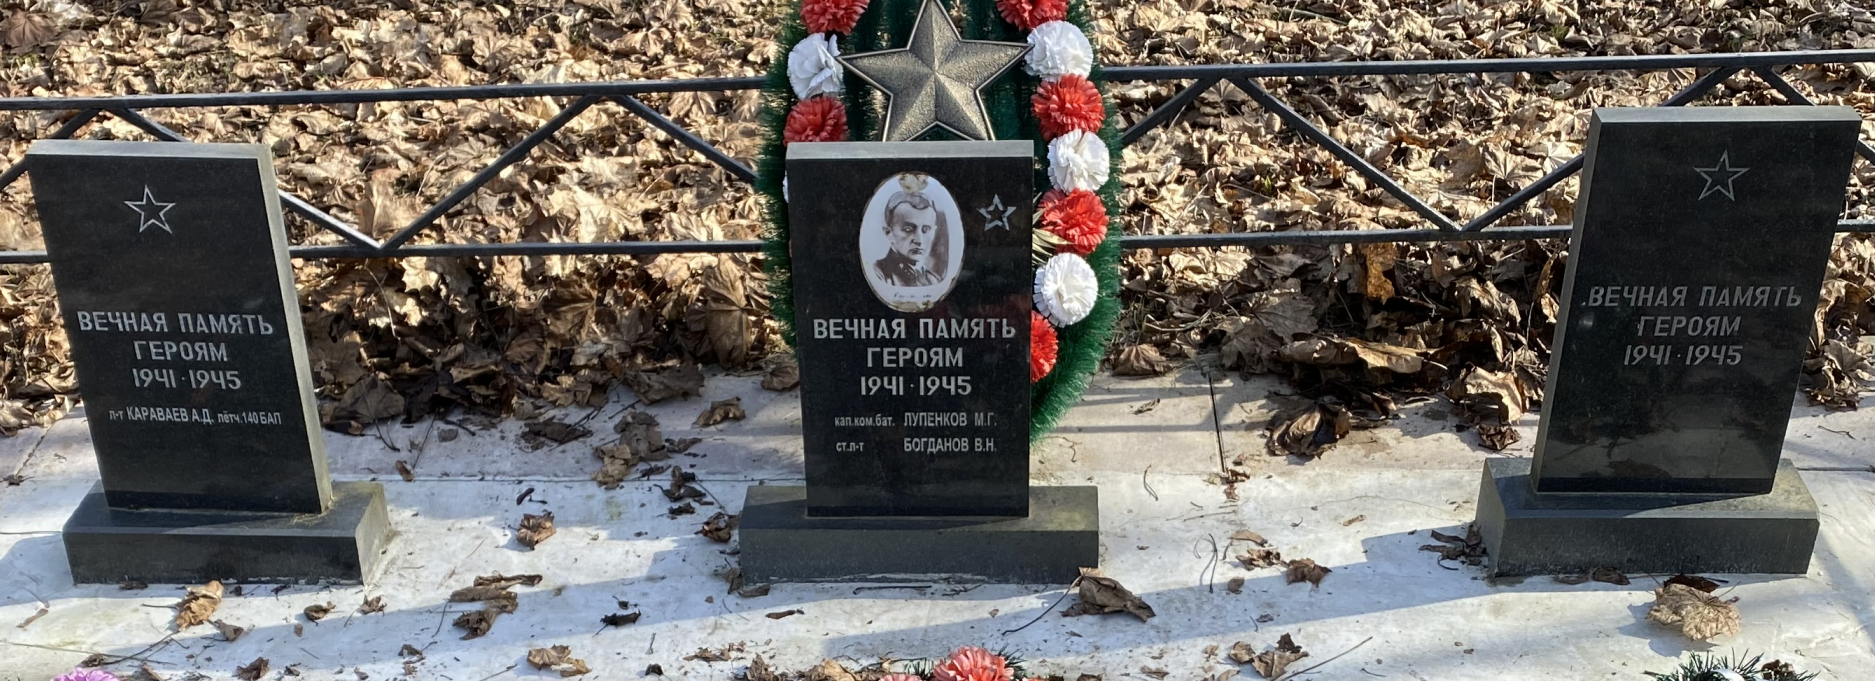 ВЕЧНАЯ ПАМЯТЬ
ГЕРОЯМ
1941·1945
л-т КАРАВАЕВ А.Д. лётч.140 БАП
ВЕЧНАЯ ПАМЯТЬ
ГЕРОЯМ
1941·1945
кап.ком.бат. ЛУПЕНКОВ М.Г.
ст.л-т БОГДАНОВ В.Н.
ВЕЧНАЯ ПАМЯТЬ
ГЕРОЯМ
1941·1945